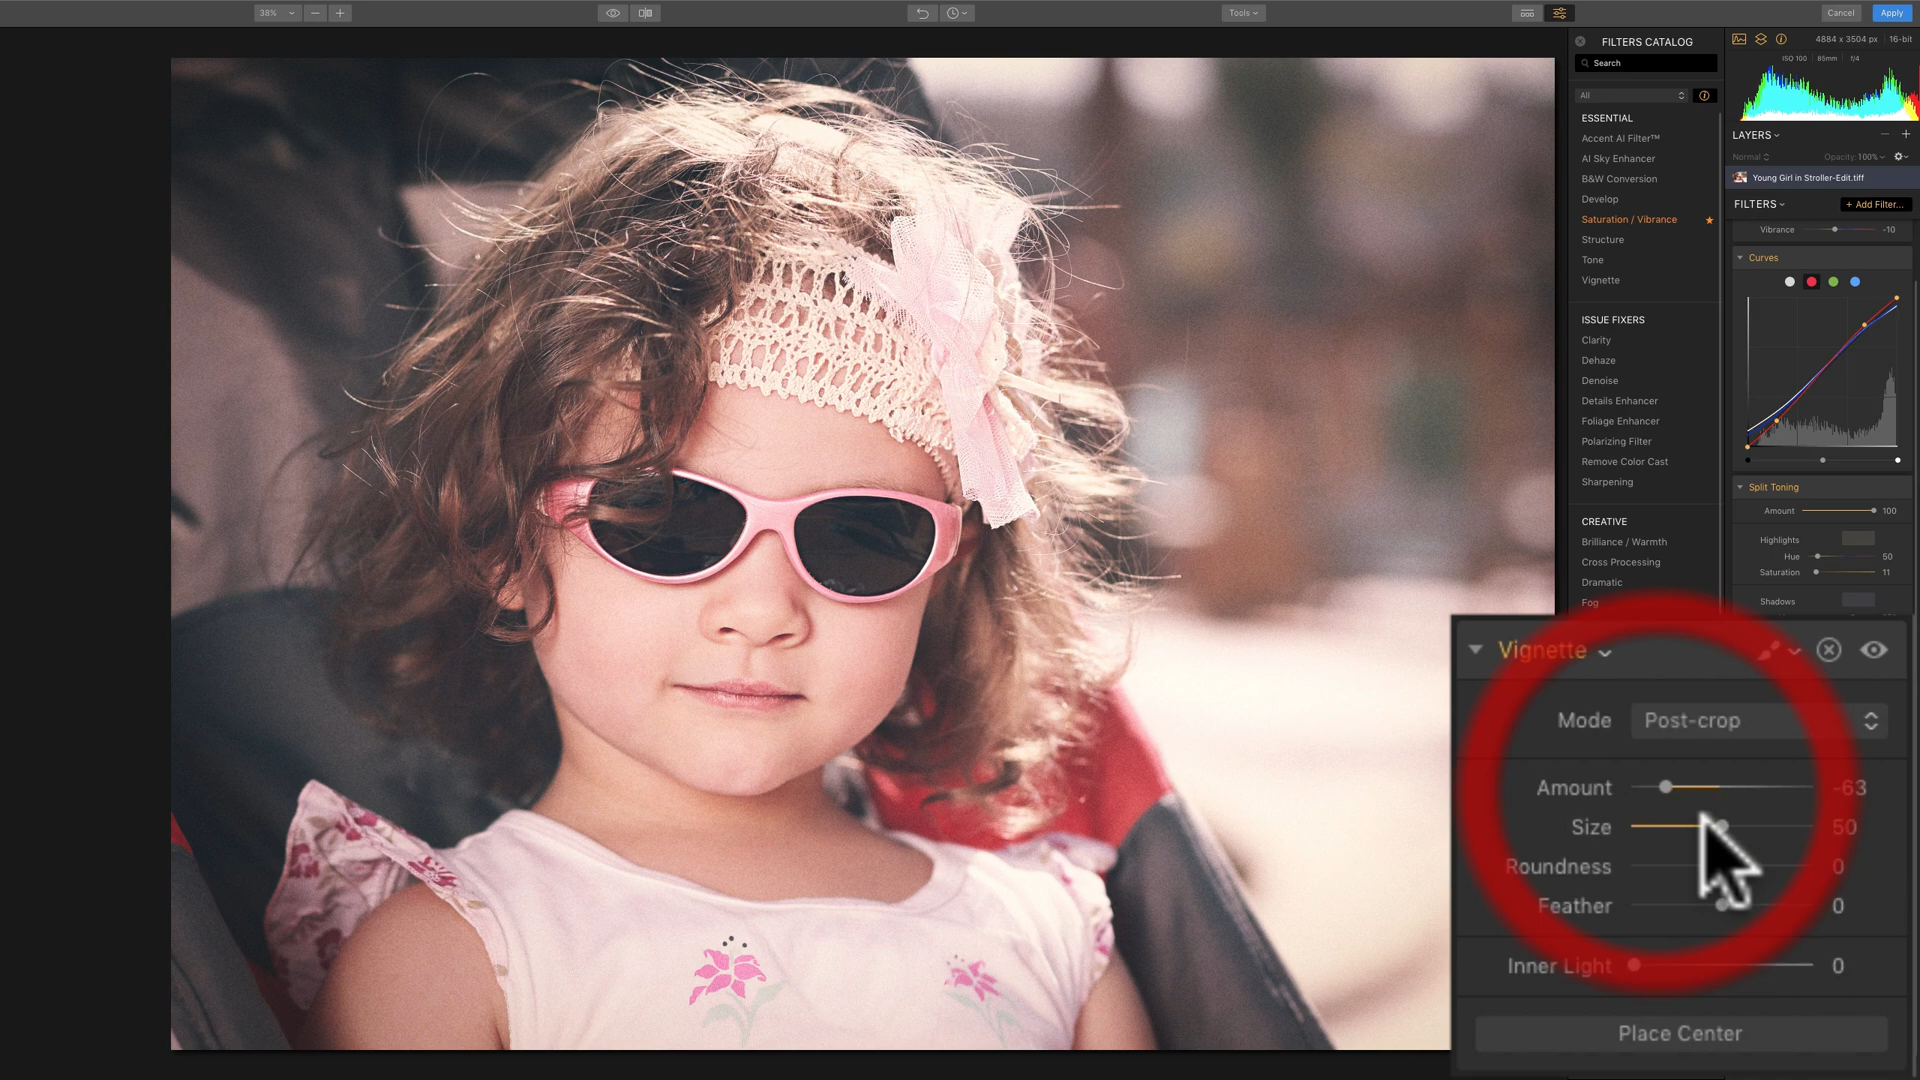 38%
Tools
Cancel
Apply
FILTERS CATALOG
Search
All
ESSENTIAL
Accent AI Filter™
AI Sky Enhancer
B&W Conversion
Develop
Saturation / Vibrance
Structure
Tone
Vignette
ISSUE FIXERS
Clarity
Dehaze
Denoise
Details Enhancer
Foliage Enhancer
Polarizing Filter
Remove Color Cast
Sharpening
CREATIVE
Brilliance / Warmth
Cross Processing
Dramatic
Fog
4884 x 3504 px 16-bit
ISO 100 85mm f/4
LAYERS
Normal Opacity: 100%
Young Girl in Stroller-Edit.tiff
FILTERS + Add Filter...
Vibrance -10
Curves
Split Toning
Amount 100
Highlights
Hue 50
Saturation 11
Shadows
Vignette
Mode Post-crop
Amount -63
Size 50
Roundness 0
Feather 0
Inner Light 0
Place Center